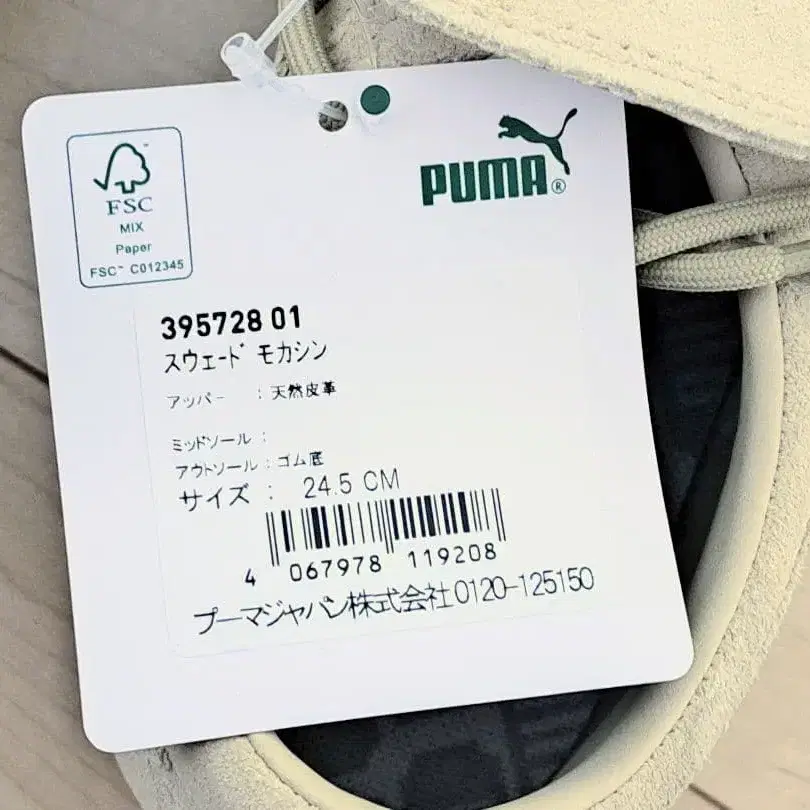 FSC
MIX
Paper
FSC™ C012345
PUMA®
395728 01
スウェード モカシン
アッパー : 天然皮革
ミッドソール :
アウトソール : ゴム底
サイズ : 24.5 CM
4 067978 119208
プーマジャパン株式会社0120-125150